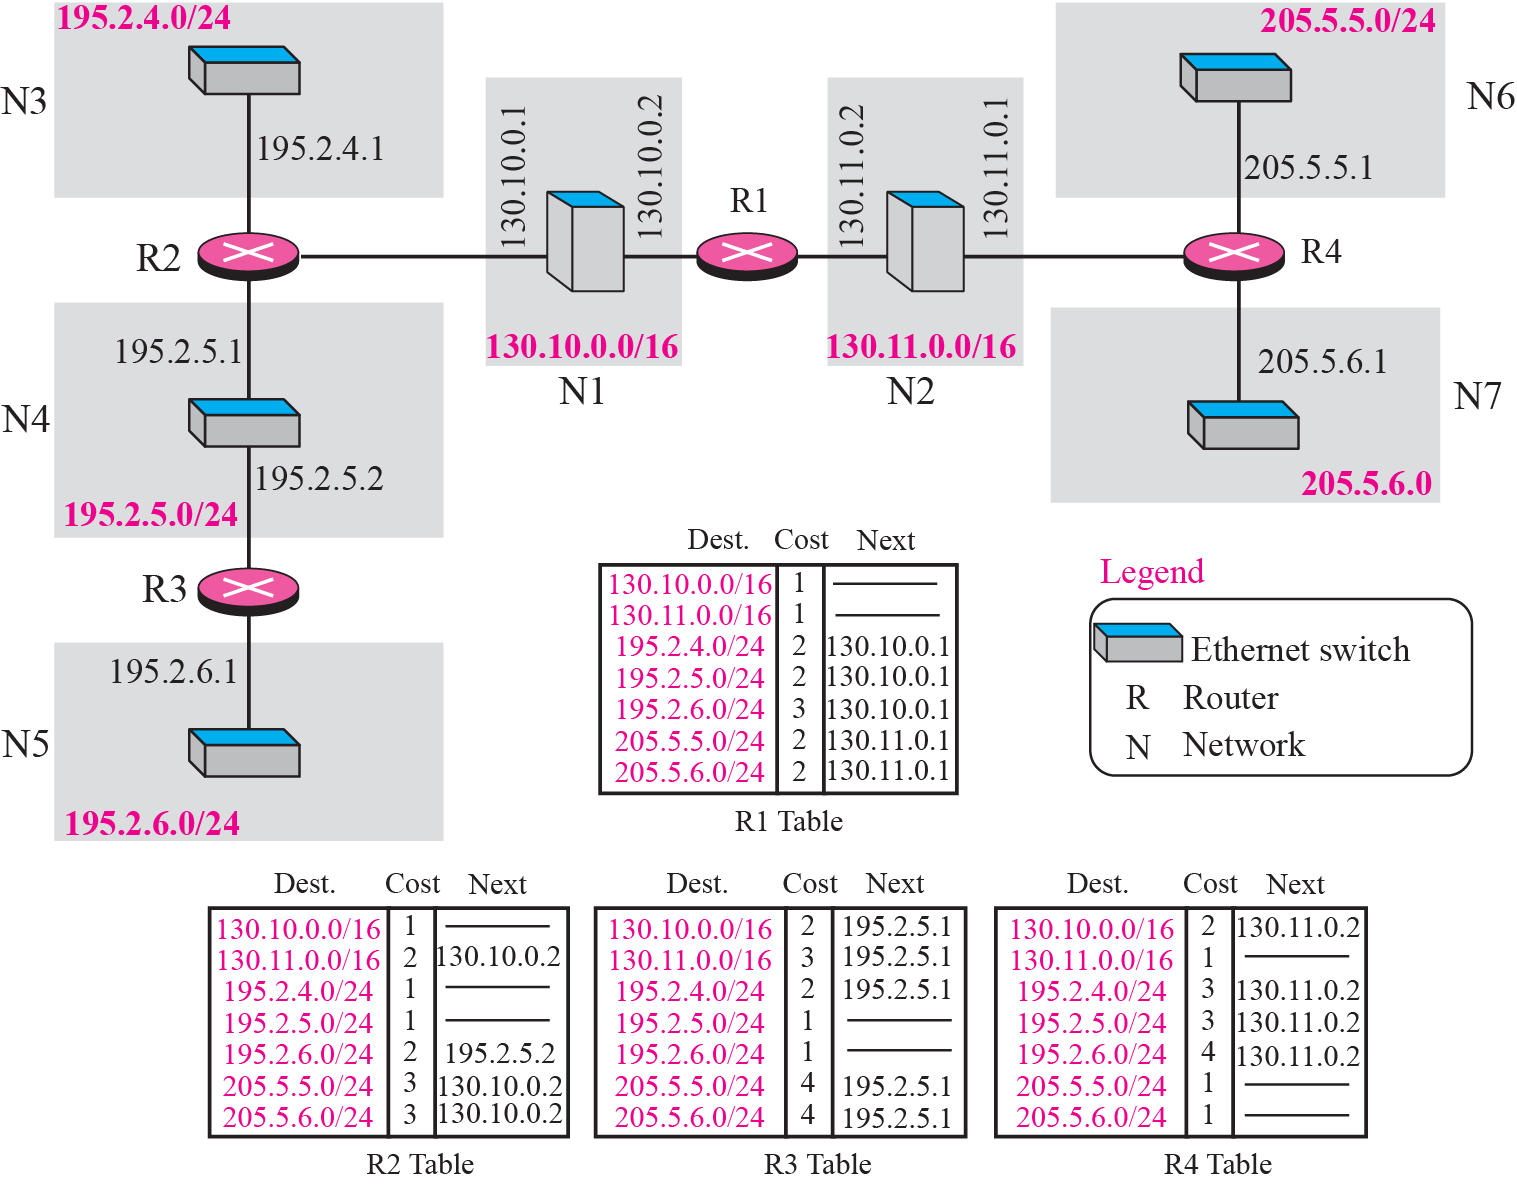 195.2.4.0/24
205.5.5.0/24
N3
N6
195.2.4.1
130.10.0.1
130.10.0.2
130.11.0.2
130.11.0.1
205.5.5.1
R1
R2
R4
195.2.5.1
130.10.0.0/16
130.11.0.0/16
205.5.6.1
N4
N1
N2
N7
195.2.5.2
195.2.5.0/24
205.5.6.0
R3
195.2.6.1
N5
195.2.6.0/24
Dest. Cost Next
130.10.0.0/16 1
130.11.0.0/16 1
195.2.4.0/24 2 130.10.0.1
195.2.5.0/24 2 130.10.0.1
195.2.6.0/24 3 130.10.0.1
205.5.5.0/24 2 130.11.0.1
205.5.6.0/24 2 130.11.0.1
R1 Table
Legend
Ethernet switch
R Router
N Network
Dest. Cost Next
130.10.0.0/16 1
130.11.0.0/16 2 130.10.0.2
195.2.4.0/24 1
195.2.5.0/24 1
195.2.6.0/24 2 195.2.5.2
205.5.5.0/24 3 130.10.0.2
205.5.6.0/24 3 130.10.0.2
R2 Table
Dest. Cost Next
130.10.0.0/16 2 195.2.5.1
130.11.0.0/16 3 195.2.5.1
195.2.4.0/24 2 195.2.5.1
195.2.5.0/24 1
195.2.6.0/24 1
205.5.5.0/24 4 195.2.5.1
205.5.6.0/24 4 195.2.5.1
R3 Table
Dest. Cost Next
130.10.0.0/16 2 130.11.0.2
130.11.0.0/16 1
195.2.4.0/24 3 130.11.0.2
195.2.5.0/24 3 130.11.0.2
195.2.6.0/24 4 130.11.0.2
205.5.5.0/24 1
205.5.6.0/24 1
R4 Table